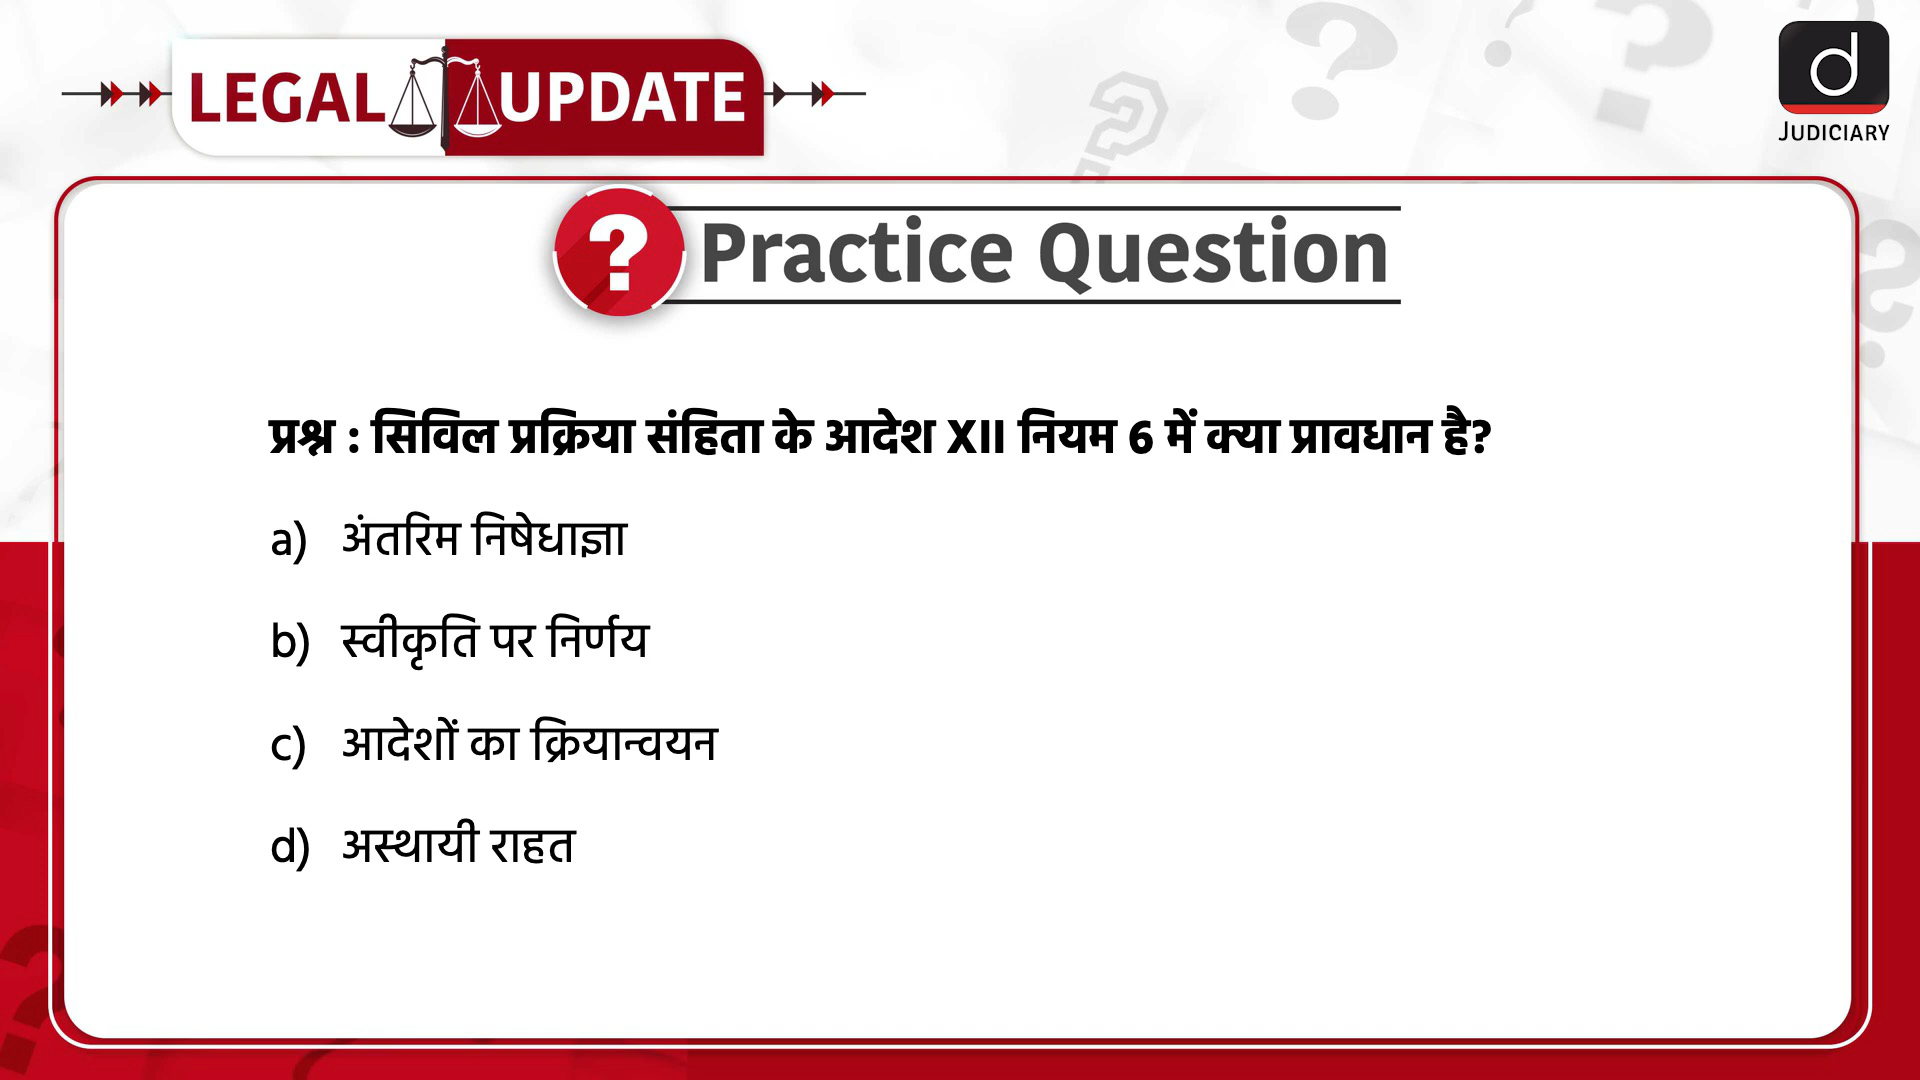 LEGAL UPDATE
d
JUDICIARY
? Practice Question
प्रश्न : सिविल प्रक्रिया संहिता के आदेश XII नियम 6 में क्या प्रावधान है?
a) अंतरिम निषेधाज्ञा
b) स्वीकृति पर निर्णय
c) आदेशों का क्रियान्वयन
d) अस्थायी राहत